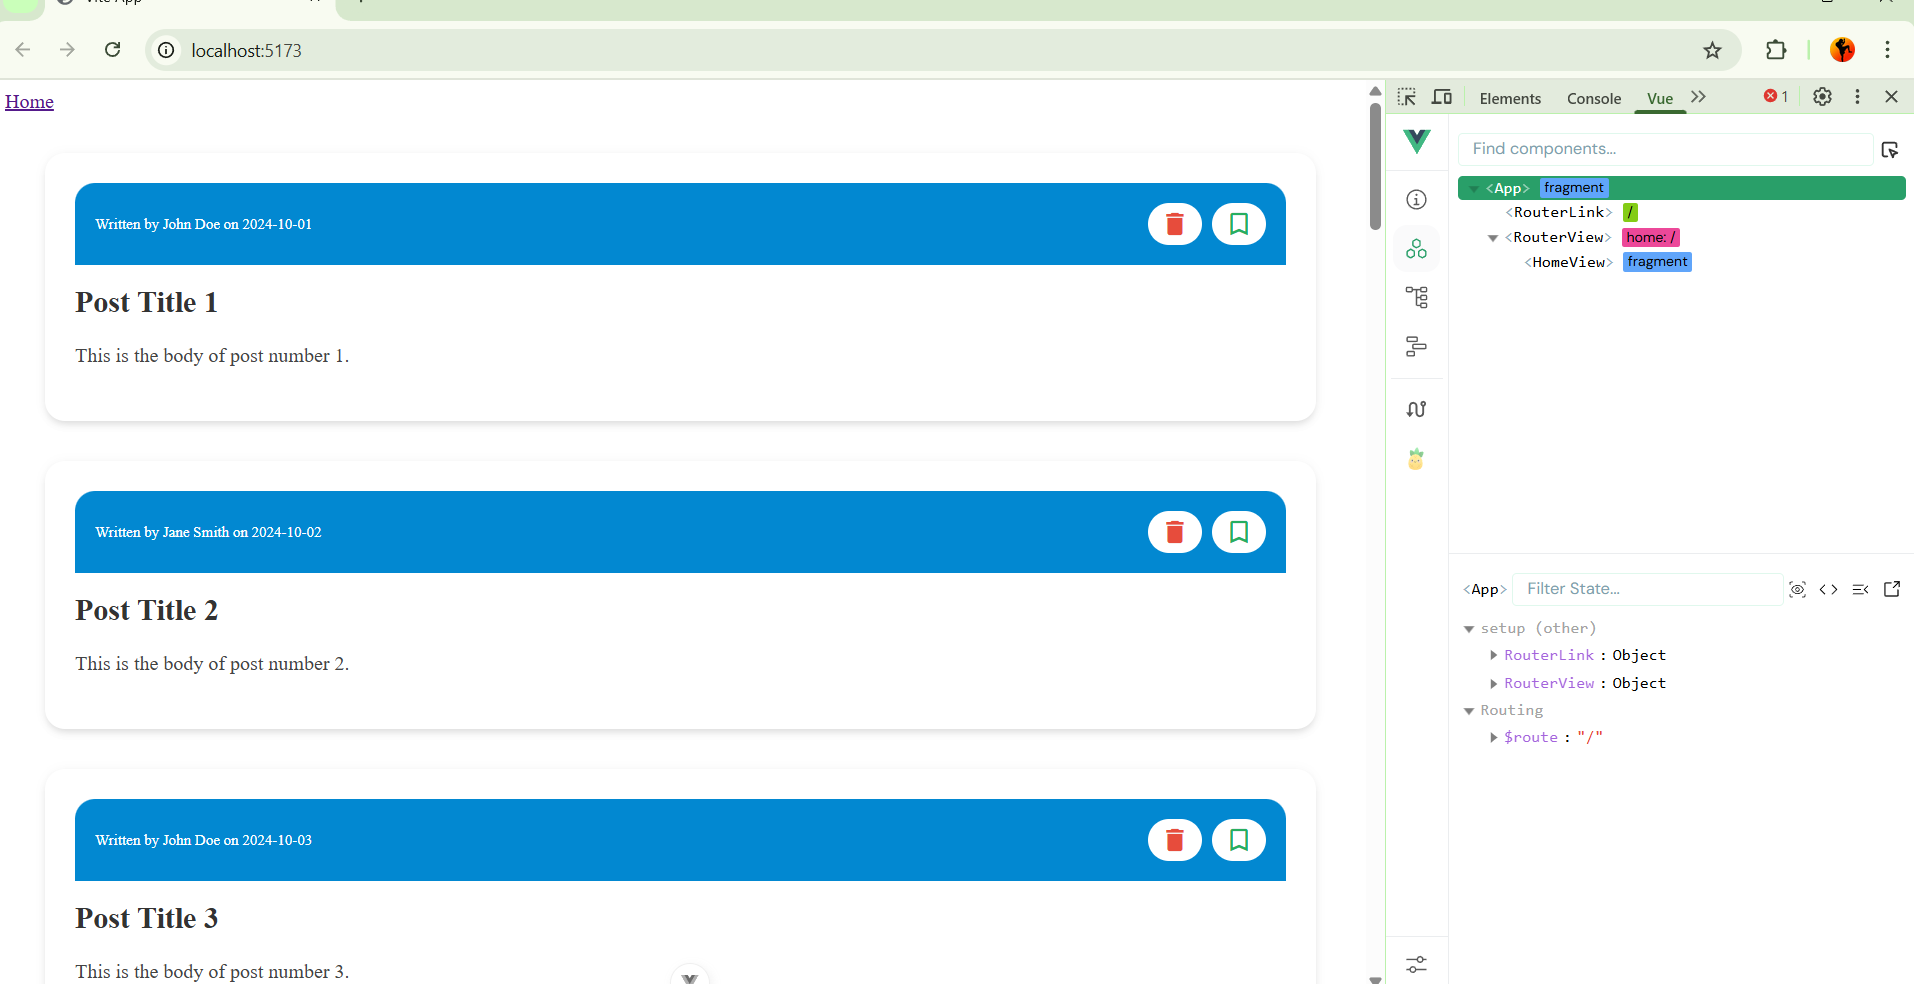 localhost:5173
Home
Elements Console Vue 1
Find components...
<App> fragment
<RouterLink> /
<RouterView> home: /
<HomeView> fragment
Written by John Doe on 2024-10-01
Post Title 1
This is the body of post number 1.
Written by Jane Smith on 2024-10-02
Post Title 2
This is the body of post number 2.
Written by John Doe on 2024-10-03
Post Title 3
This is the body of post number 3.
<App> Filter State...
setup (other)
RouterLink : Object
RouterView : Object
Routing
$route : "/"